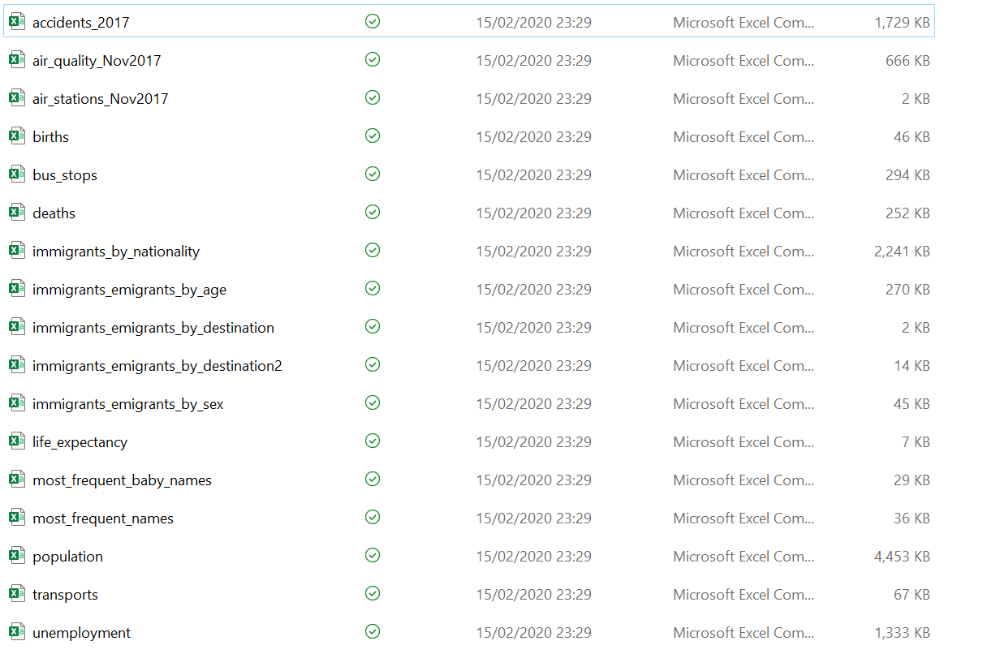 accidents_2017 15/02/2020 23:29 Microsoft Excel Com... 1,729 KB
air_quality_Nov2017 15/02/2020 23:29 Microsoft Excel Com... 666 KB
air_stations_Nov2017 15/02/2020 23:29 Microsoft Excel Com... 2 KB
births 15/02/2020 23:29 Microsoft Excel Com... 46 KB
bus_stops 15/02/2020 23:29 Microsoft Excel Com... 294 KB
deaths 15/02/2020 23:29 Microsoft Excel Com... 252 KB
immigrants_by_nationality 15/02/2020 23:29 Microsoft Excel Com... 2,241 KB
immigrants_emigrants_by_age 15/02/2020 23:29 Microsoft Excel Com... 270 KB
immigrants_emigrants_by_destination 15/02/2020 23:29 Microsoft Excel Com... 2 KB
immigrants_emigrants_by_destination2 15/02/2020 23:29 Microsoft Excel Com... 14 KB
immigrants_emigrants_by_sex 15/02/2020 23:29 Microsoft Excel Com... 45 KB
life_expectancy 15/02/2020 23:29 Microsoft Excel Com... 7 KB
most_frequent_baby_names 15/02/2020 23:29 Microsoft Excel Com... 29 KB
most_frequent_names 15/02/2020 23:29 Microsoft Excel Com... 36 KB
population 15/02/2020 23:29 Microsoft Excel Com... 4,453 KB
transports 15/02/2020 23:29 Microsoft Excel Com... 67 KB
unemployment 15/02/2020 23:29 Microsoft Excel Com... 1,333 KB